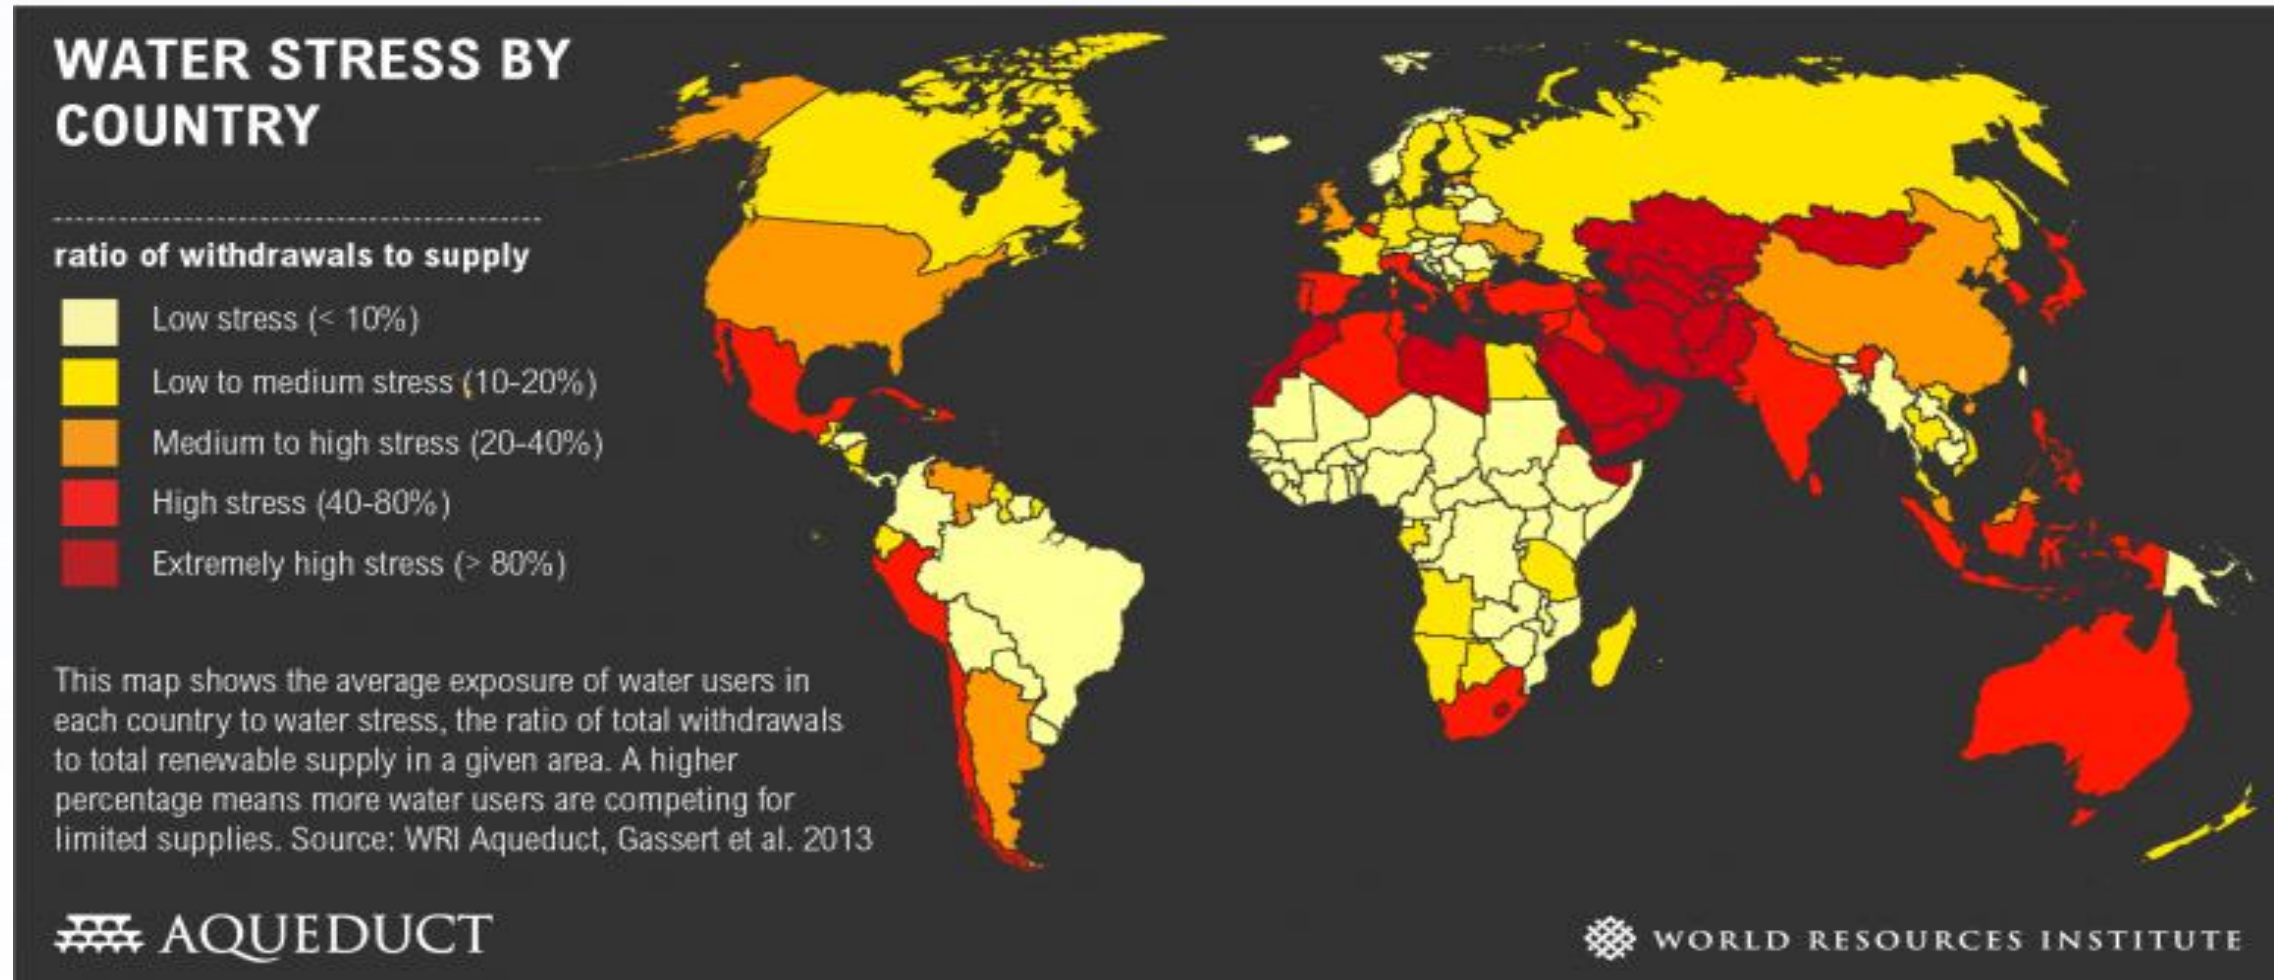 WATER STRESS BY
COUNTRY
ratio of withdrawals to supply
Low stress (< 10%)
Low to medium stress (10-20%)
Medium to high stress (20-40%)
High stress (40-80%)
Extremely high stress (> 80%)
This map shows the average exposure of water users in
each country to water stress, the ratio of total withdrawals
to total renewable supply in a given area. A higher
percentage means more water users are competing for
limited supplies. Source: WRI Aqueduct, Gassert et al. 2013
AQUEDUCT
WORLD RESOURCES INSTITUTE